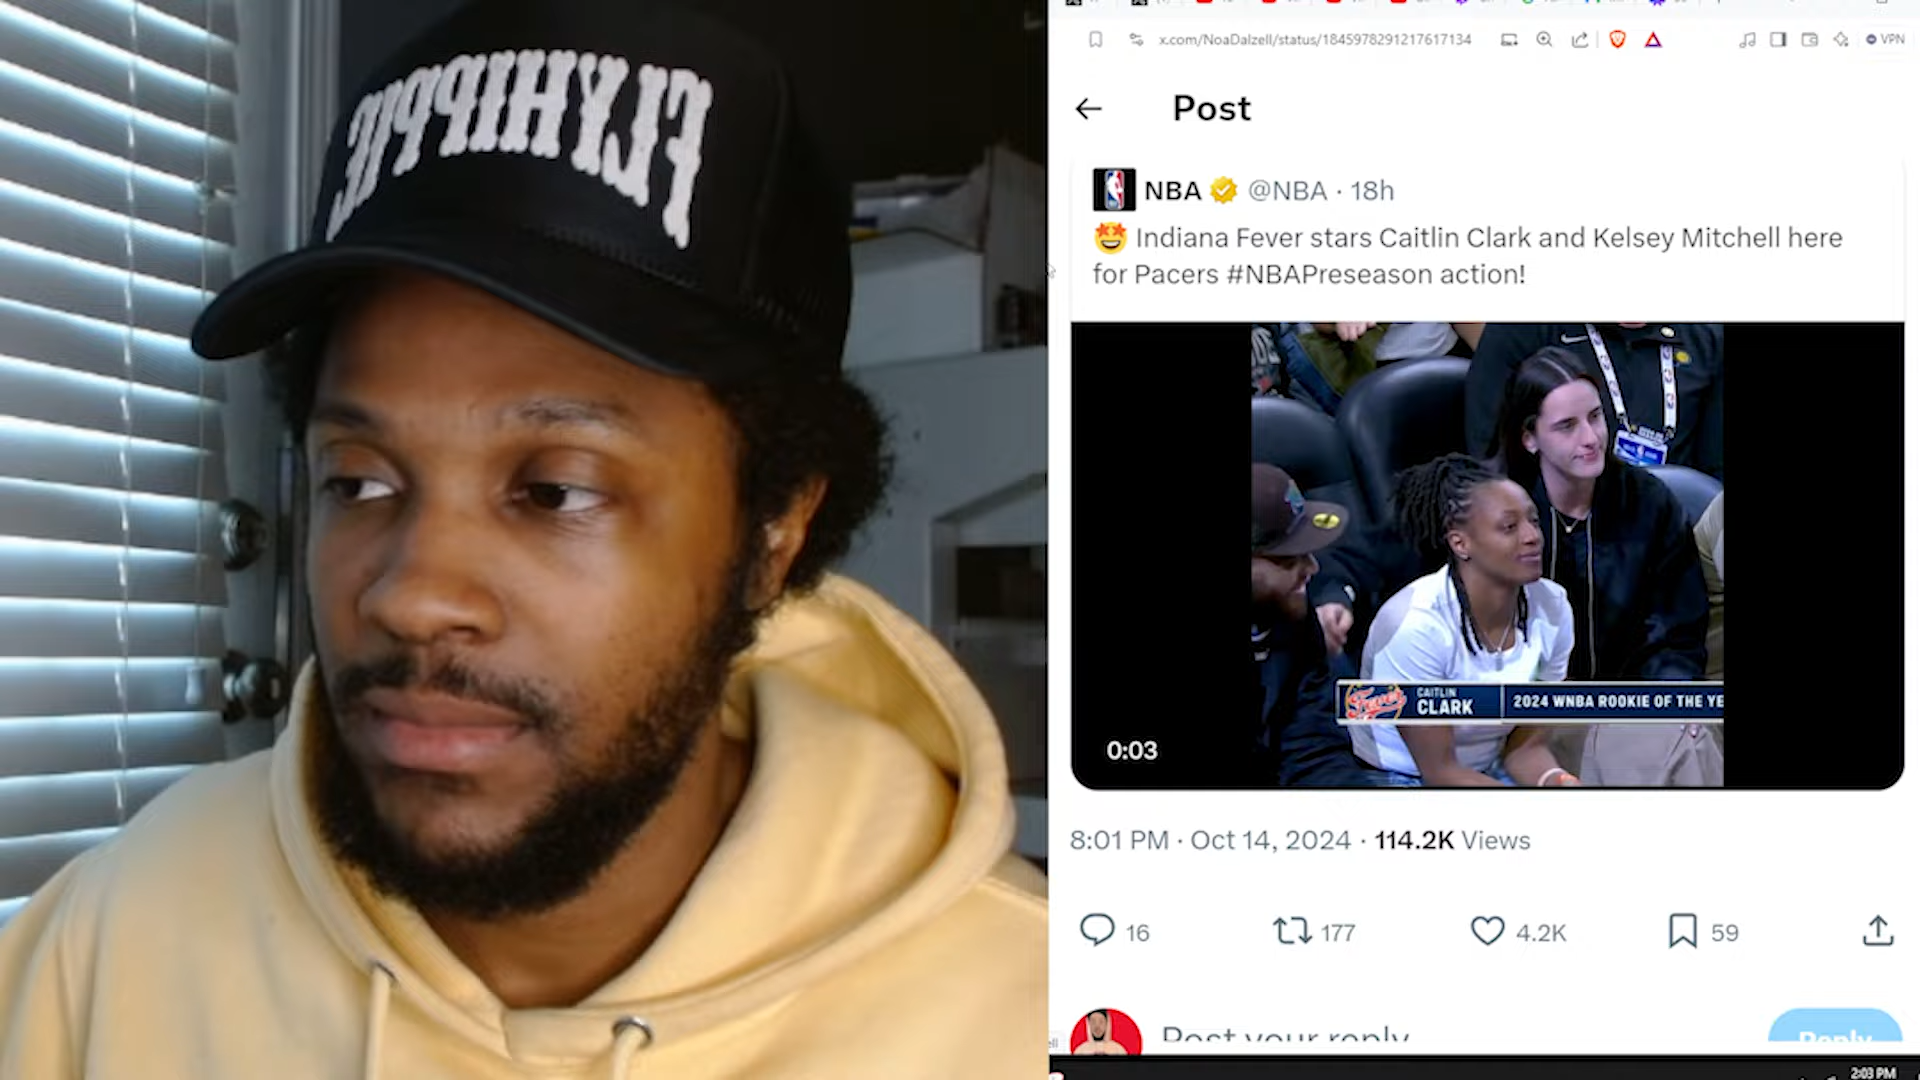 FLYHIPPIE
x.com/NoaDalzell/status/1845978291217617134
VPN
Post
NBA @NBA · 18h
Indiana Fever stars Caitlin Clark and Kelsey Mitchell here
for Pacers #NBAPreseason action!
Fever
CAITLIN
CLARK
2024 WNBA ROOKIE OF THE YE
0:03
8:01 PM · Oct 14, 2024 · 114.2K Views
16
177
4.2K
59
Post your reply
Reply
2:03 PM